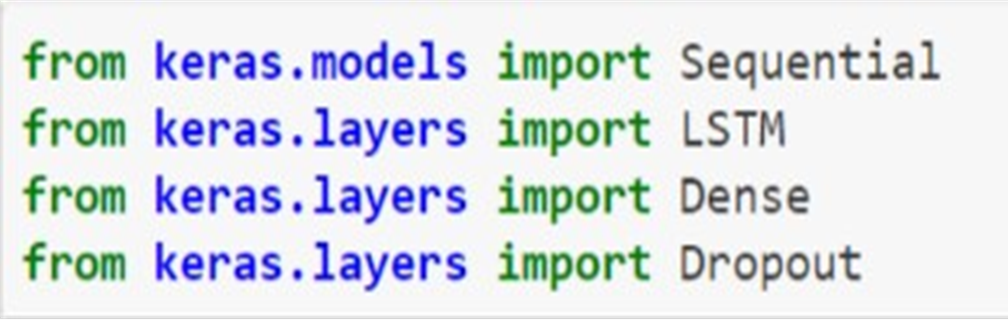 from keras.models import Sequential
from keras.layers import LSTM
from keras.layers import Dense
from keras.layers import Dropout